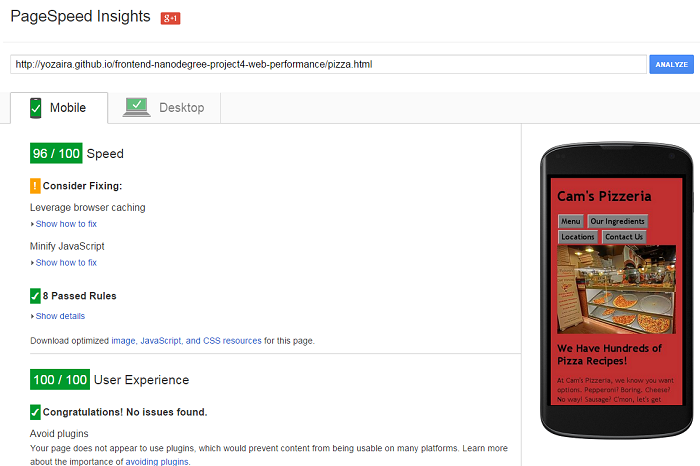 PageSpeed Insights
g+1
http://yozaira.github.io/frontend-nanodegree-project4-web-performance/pizza.html
ANALYZE
Mobile
Desktop
96 / 100 Speed
! Consider Fixing:
Leverage browser caching
Show how to fix
Minify JavaScript
Show how to fix
8 Passed Rules
Show details
Download optimized image, JavaScript, and CSS resources for this page.
100 / 100 User Experience
Congratulations! No issues found.
Avoid plugins
Your page does not appear to use plugins, which would prevent content from being usable on many platforms. Learn more
about the importance of avoiding plugins.
Cam's Pizzeria
Menu
Our Ingredients
Locations
Contact Us
We Have Hundreds of
Pizza Recipes!
At Cam's Pizzeria, we know you want
options. Pepperoni? Boring. Cheese?
No way! Sausage? C'mon, let's get